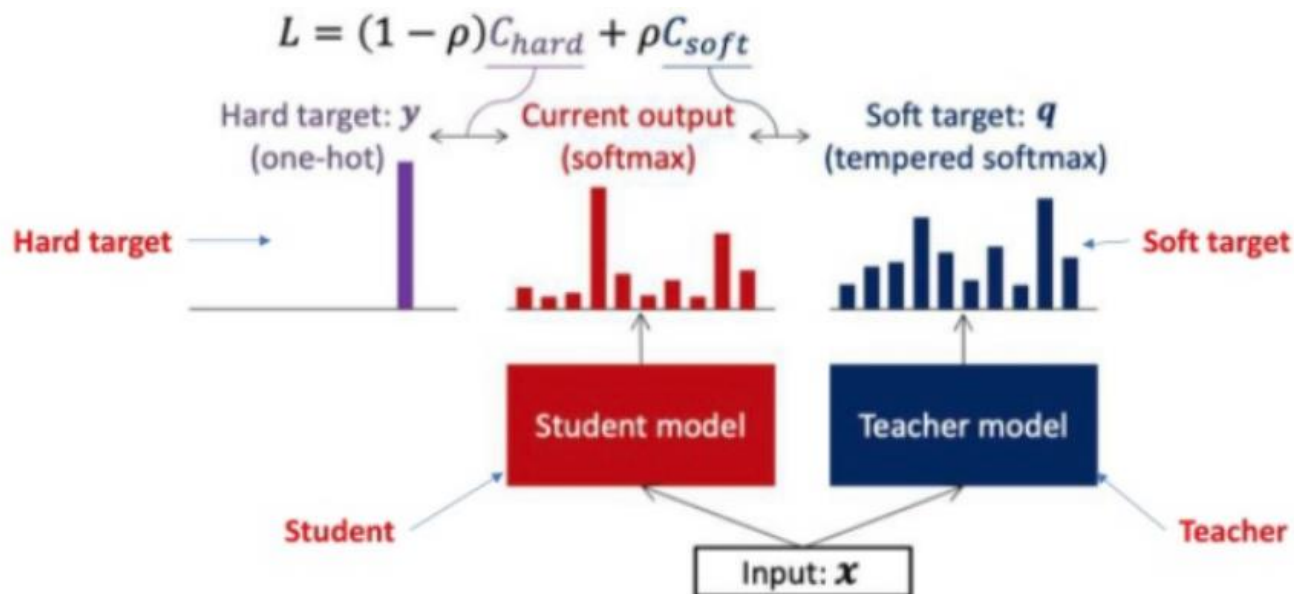 L = (1 − ρ)C_hard + ρC_soft
Hard target: y
(one-hot)
Current output
(softmax)
Soft target: q
(tempered softmax)
Hard target
Soft target
Student model
Teacher model
Student
Teacher
Input: x